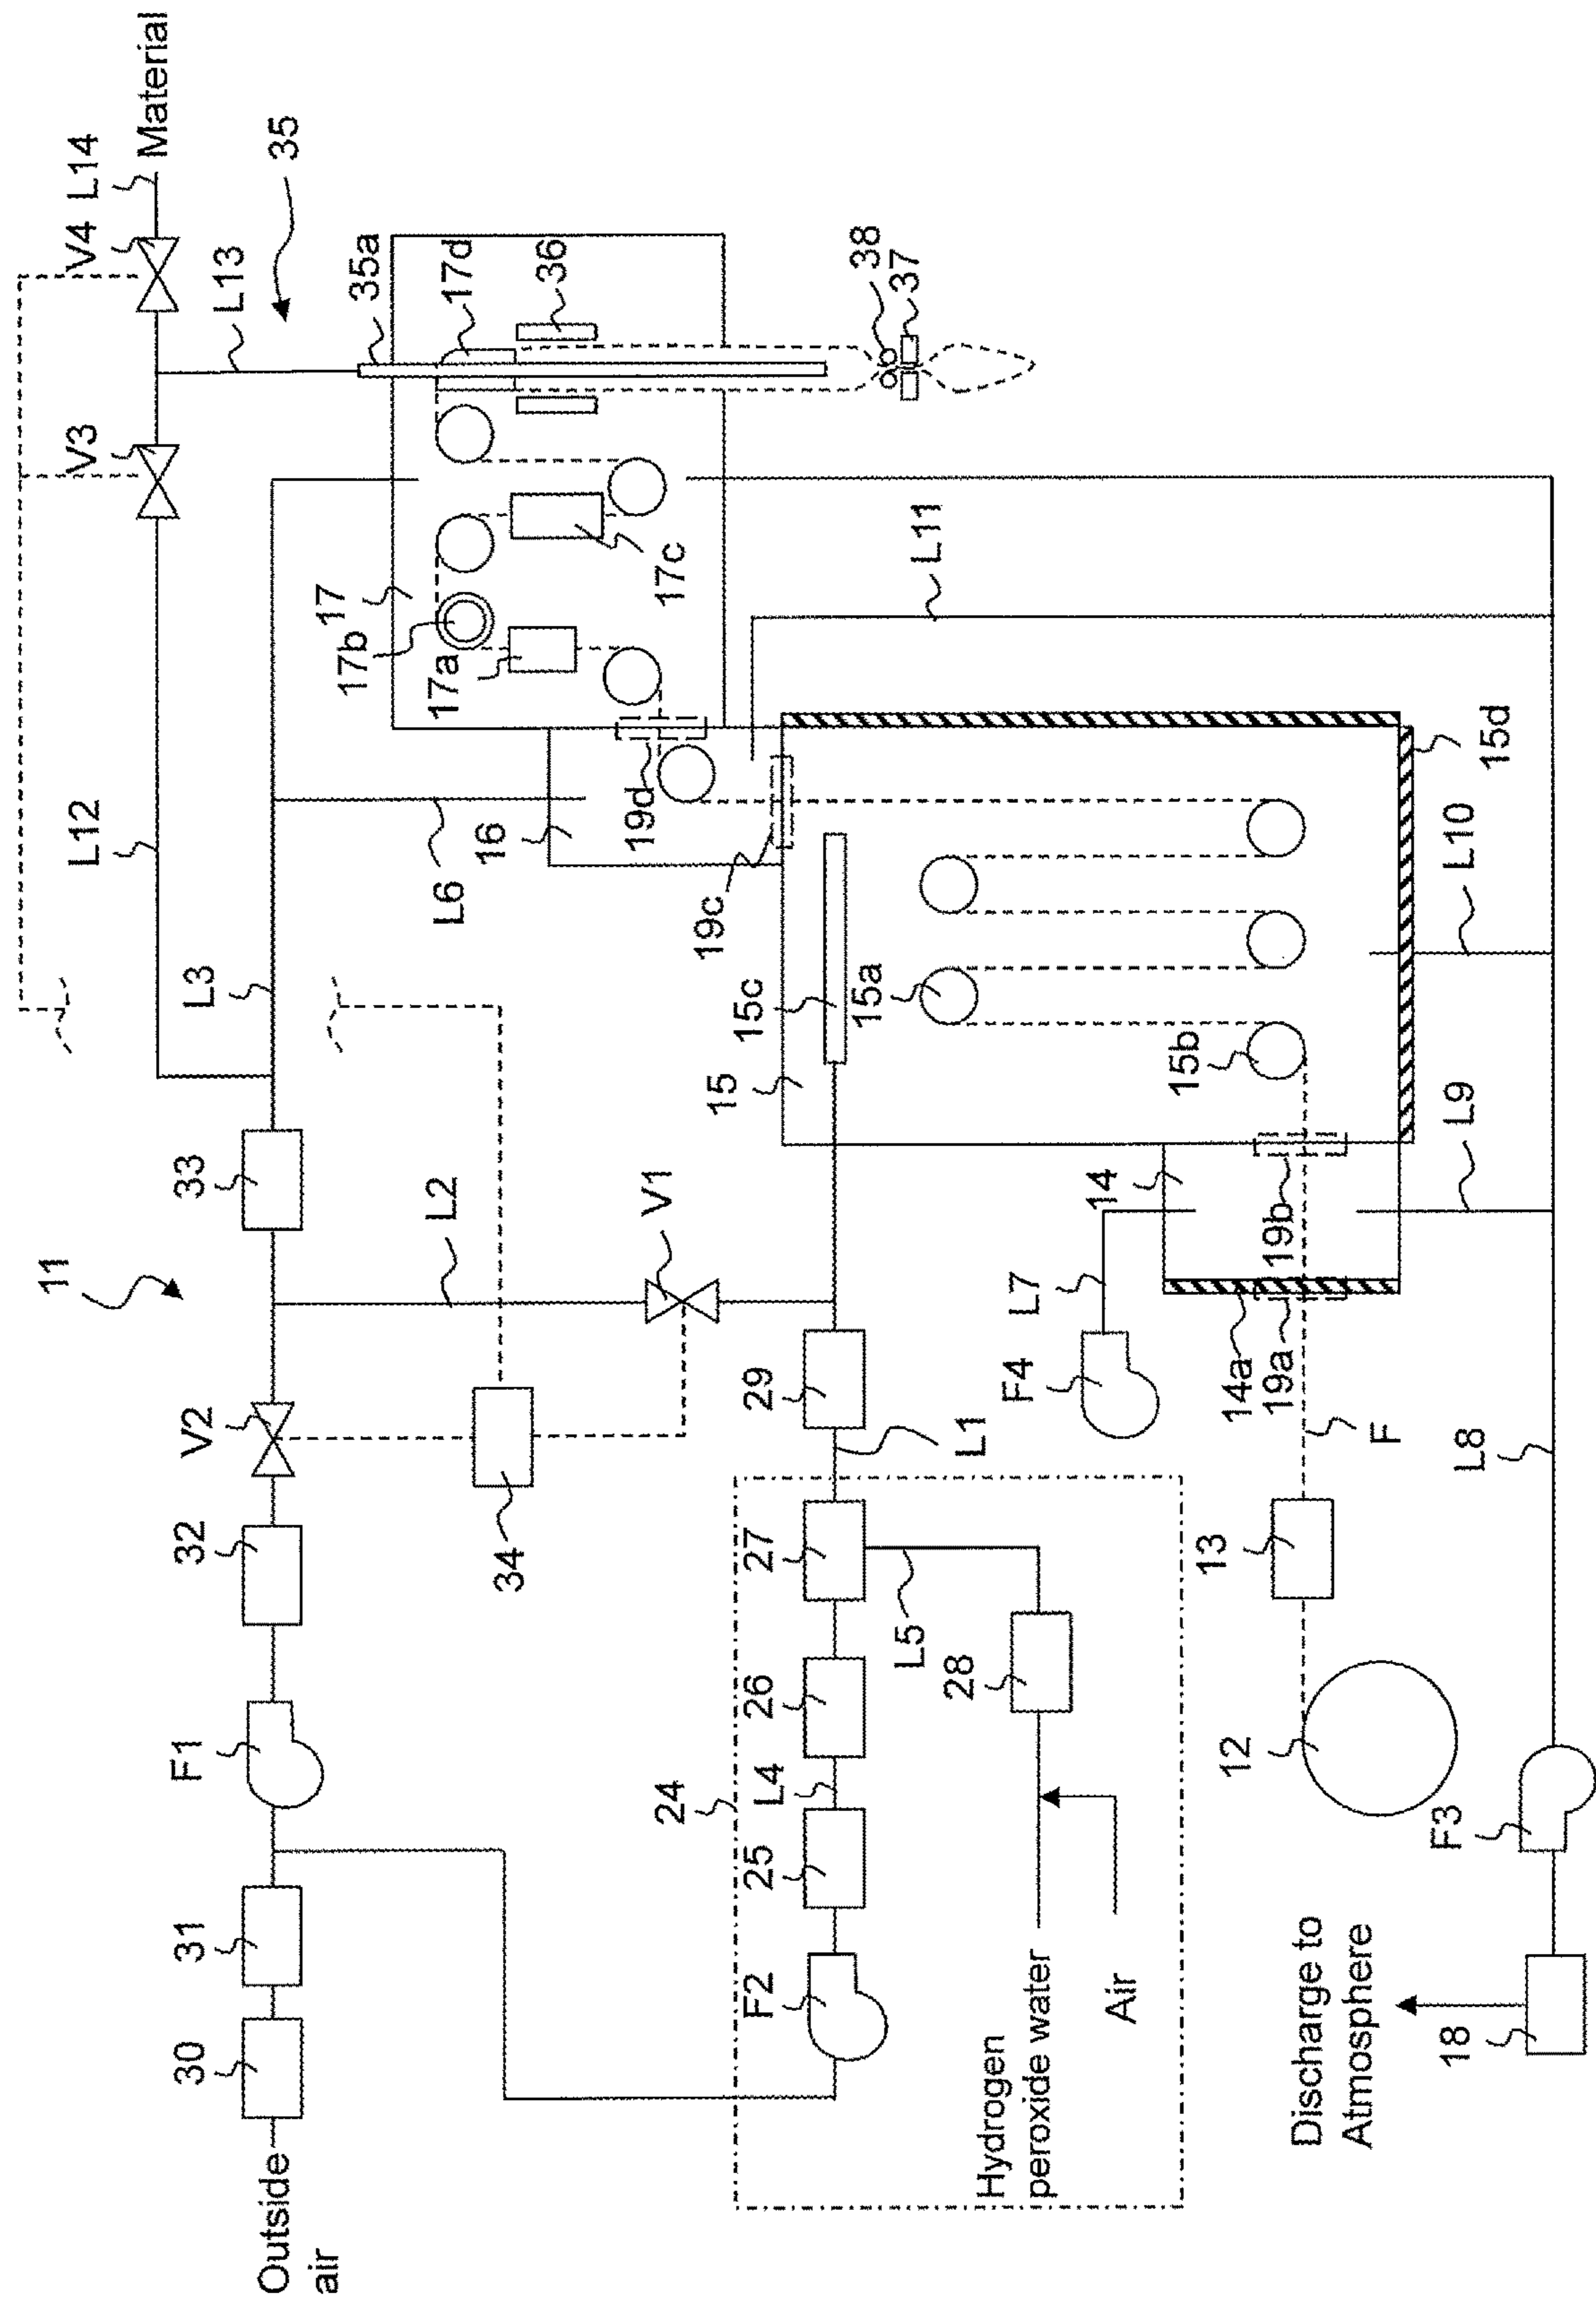 Outside
air
30
31
F1
32
V2
33
L3
L12
V3
V4
L14
Material
11
34
L2
V1
L6
L13
35
35a
17d
36
38
37
17
17b
17a
17c
16
19d
19c
L11
24
F2
25
L4
26
27
L5
28
L1
29
15
15c
15a
15b
15d
Hydrogen
peroxide water
Air
F4
L7
14
14a
19a
19b
12
13
F
L9
L10
Discharge to
Atmosphere
18
F3
L8